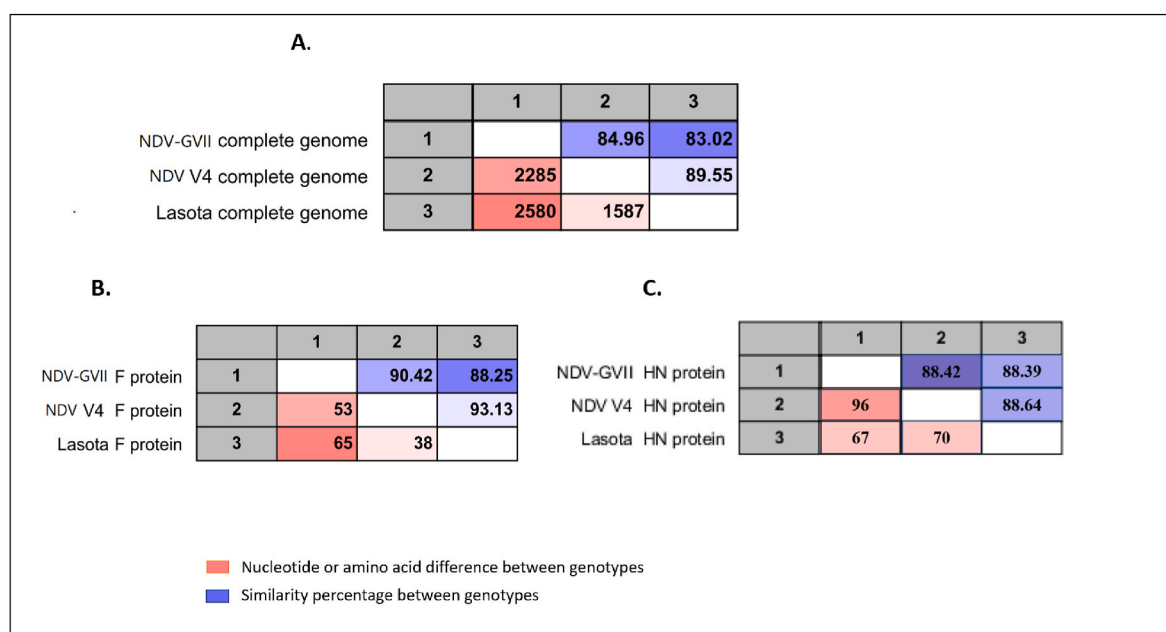 A.
1 2 3
NDV-GVII complete genome 1 84.96 83.02
NDV V4 complete genome 2 2285 89.55
Lasota complete genome 3 2580 1587
B.
1 2 3
NDV-GVII F protein 1 90.42 88.25
NDV V4 F protein 2 53 93.13
Lasota F protein 3 65 38
C.
1 2 3
NDV-GVII HN protein 1 88.42 88.39
NDV V4 HN protein 2 96 88.64
Lasota HN protein 3 67 70
Nucleotide or amino acid difference between genotypes
Similarity percentage between genotypes